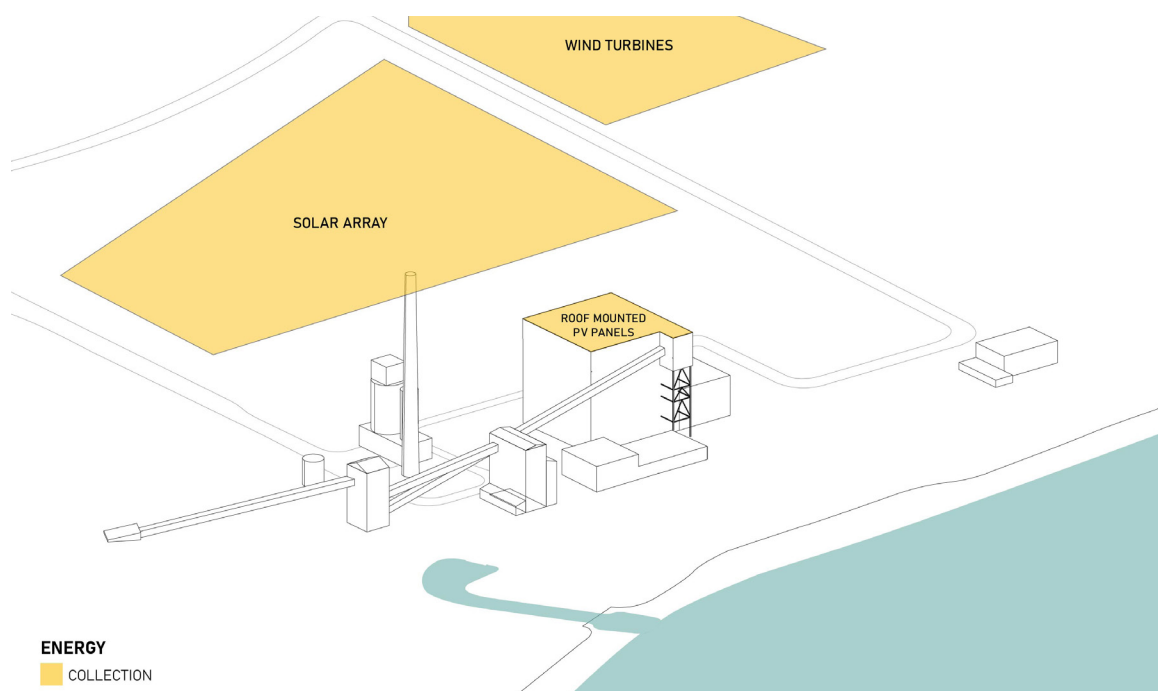 WIND TURBINES
SOLAR ARRAY
ROOF MOUNTED
PV PANELS
ENERGY
COLLECTION